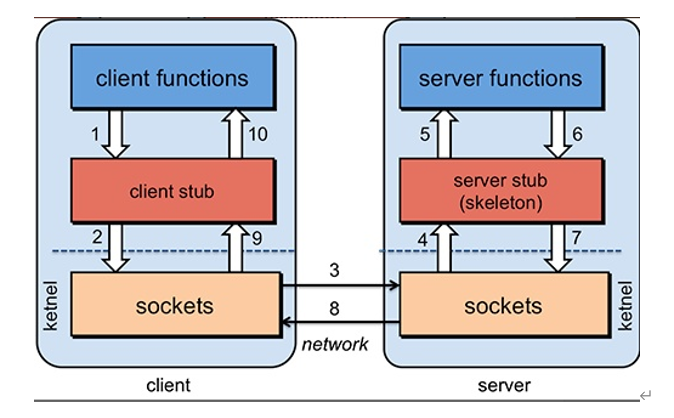 client functions
server functions
1
10
5
6
client stub
server stub
(skeleton)
2
9
4
7
3
ketnel
sockets
8
sockets
ketnel
network
client
server